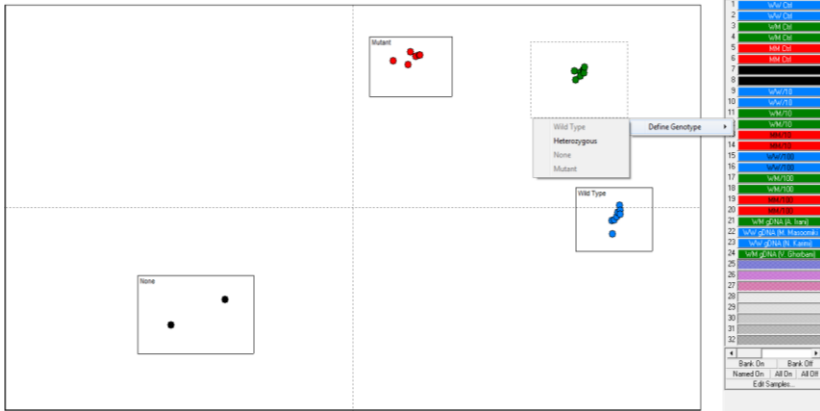 Mutant
Wild Type
Heterozygous
None
Mutant
Define Genotype
Wild Type
None
1 WW Ctrl
2 WW Ctrl
3 WM Ctrl
4 WM Ctrl
5 MM Ctrl
6 MM Ctrl
7
8
9 WW/10
10 WW/10
11 WM/10
12 WM/10
13 MM/10
14 MM/10
15 WW/100
16 WW/100
17 WM/100
18 WM/100
19 MM/100
20 MM/100
21 WM gDNA (A. Irani)
22 WW gDNA (M. Masoomik
23 WW gDNA (N. Karimi)
24 WM gDNA (V. Ghorbani)
25
26
27
28
29
30
31
32
Bank On Bank Off
Named On All On All Off
Edit Samples...